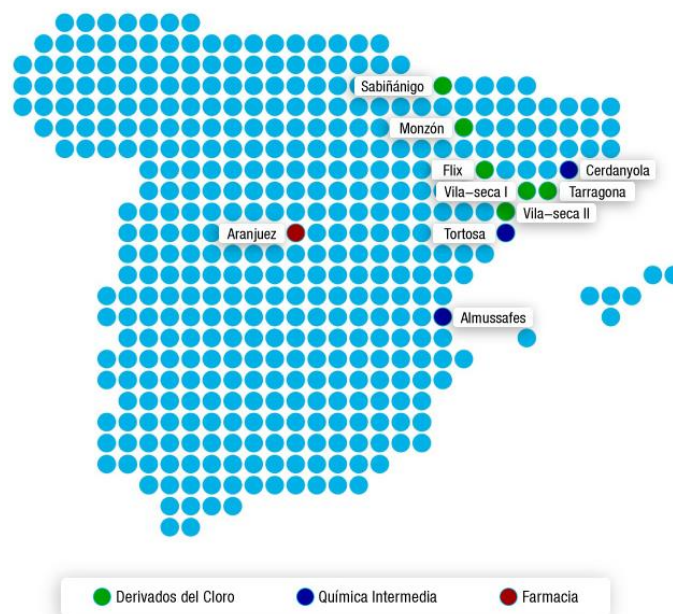 Sabiñánigo
Monzón
Flix
Cerdanyola
Vila-seca I
Tarragona
Vila-seca II
Aranjuez
Tortosa
Almussafes
Derivados del Cloro
Química Intermedia
Farmacia